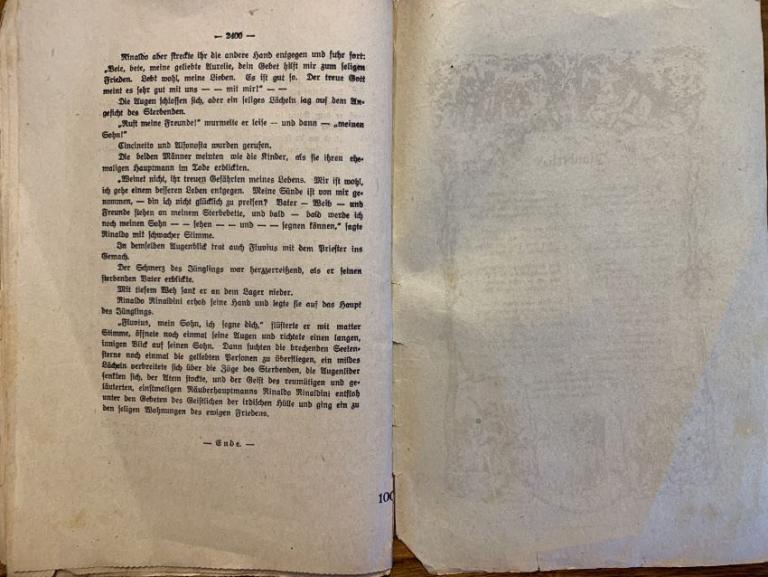 — 2400 —
Rinaldo aber streckte ihr die andere Hand entgegen und fuhr fort:
„Bete, bete, meine geliebte Aurelie, dein Gebet hilft mir zum seligen
Frieden. Lebt wohl, meine Lieben. Es ist gut so. Der treue Gott
meint es sehr gut mit uns — — mit mir!“ — —
Die Augen schlossen sich, aber ein seliges Lächeln lag auf dem An-
gesicht des Sterbenden.
„Ruft meine Freunde!“ murmelte er leise — und dann — „meinen
Sohn!“
Cincinetto und Alfonofia wurden gerufen.
Die beiden Männer weinten wie die Kinder, als sie ihren ehe-
maligen Hauptmann im Tode erblickten.
„Weinet nicht, ihr treuen Gefährten meines Lebens. Mir ist wohl,
ich gehe einem besseren Leben entgegen. Meine Sünde ist von mir ge-
nommen, — bin ich nicht glücklich zu preisen? Vater — Weib — und
Freunde stehen an meinem Sterbebette, und bald — bald werde ich
noch meinen Sohn — — sehen — — und — — segnen können,“ sagte
Rinaldo mit schwacher Stimme.
In demselben Augenblick trat auch Fluvius mit dem Priester ins
Gemach.
Der Schmerz des Jünglings war herzzerreißend, als er seinen
sterbenden Vater erblickte.
Mit tiefem Weh sank er an dem Lager nieder.
Rinaldo Rinaldini erhob seine Hand und legte sie auf das Haupt
des Jünglings.
„Fluvius, mein Sohn, ich segne dich,“ flüsterte er mit matter
Stimme, öffnete noch einmal seine Augen und richtete einen langen,
innigen Blick auf seinen Sohn. Dann suchten die brechenden Seelen-
sterne noch einmal die geliebten Personen zu überfliegen, ein mildes
Lächeln verbreitete sich über die Züge des Sterbenden, die Augenlider
senkten sich, der Atem stockte, und der Geist des reumütigen und ge-
läuterten, einstmaligen Räuberhauptmanns Rinaldo Rinaldini entfloh
unter den Gebeten des Geistlichen der irdischen Hülle und ging ein zu
den seligen Wohnungen des ewigen Friedens.
— Ende. —
100